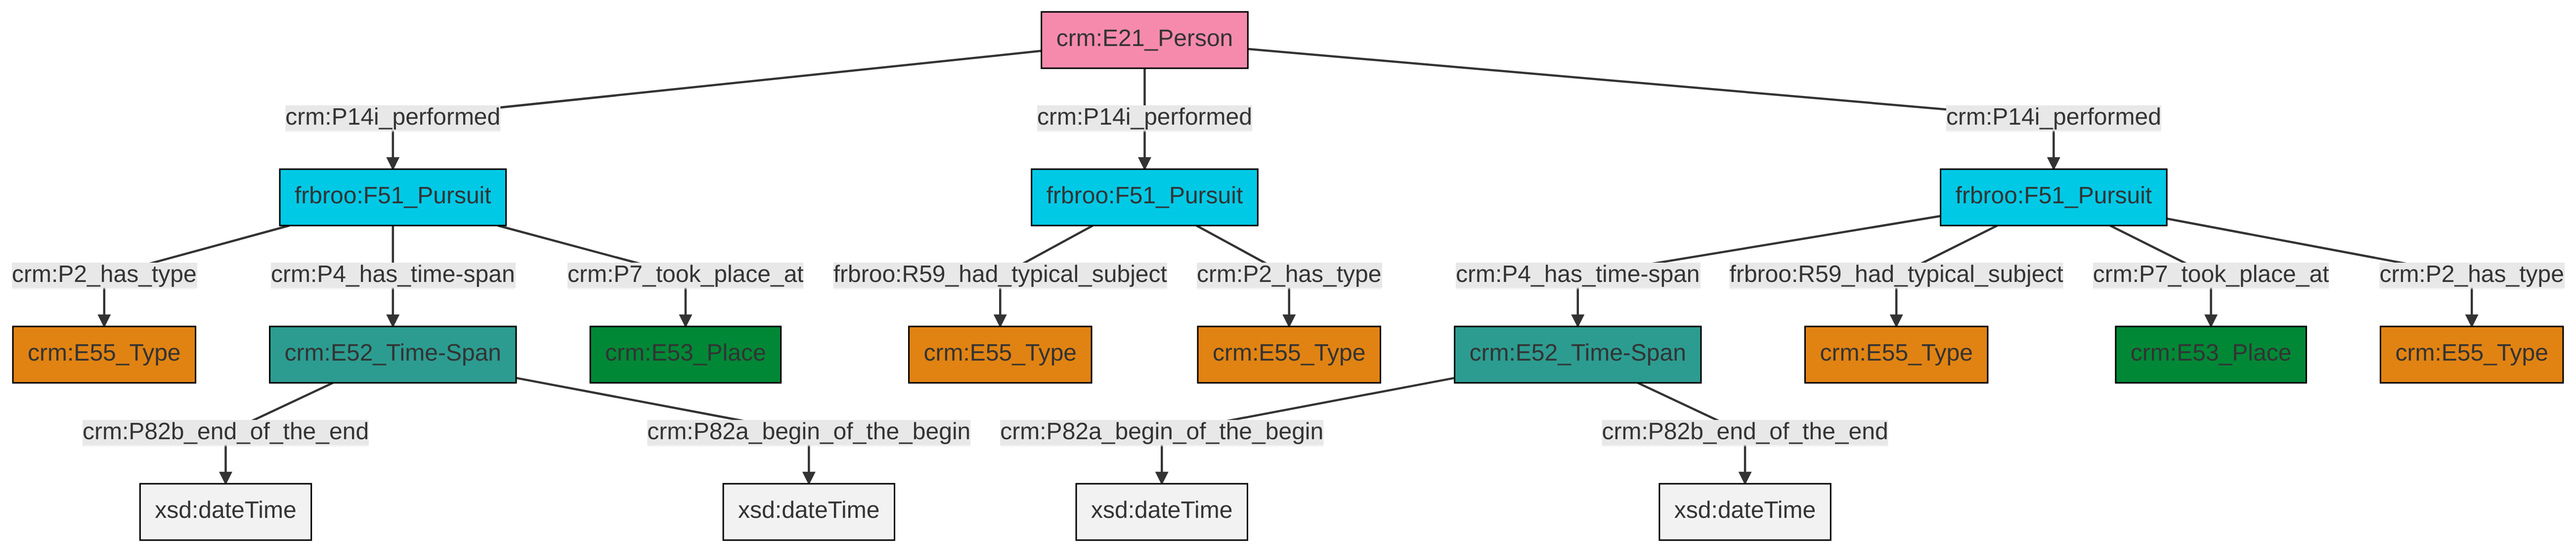 crm:E21_Person
crm:P14i_performed
crm:P14i_performed
crm:P14i_performed
frbroo:F51_Pursuit
frbroo:F51_Pursuit
frbroo:F51_Pursuit
crm:P2_has_type
crm:P4_has_time-span
crm:P7_took_place_at
frbroo:R59_had_typical_subject
crm:P2_has_type
crm:P4_has_time-span
frbroo:R59_had_typical_subject
crm:P7_took_place_at
crm:P2_has_type
crm:E55_Type
crm:E52_Time-Span
crm:E53_Place
crm:E55_Type
crm:E55_Type
crm:E52_Time-Span
crm:E55_Type
crm:E53_Place
crm:E55_Type
crm:P82b_end_of_the_end
crm:P82a_begin_of_the_begin
crm:P82a_begin_of_the_begin
crm:P82b_end_of_the_end
xsd:dateTime
xsd:dateTime
xsd:dateTime
xsd:dateTime